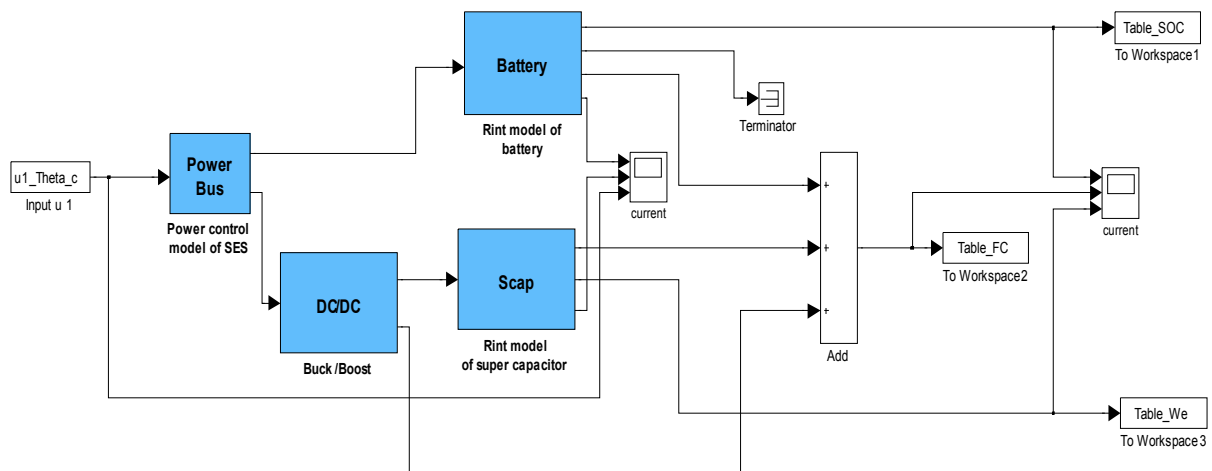 Battery
Rint model of
battery
Table_SOC
To Workspace1
Terminator
Power
Bus
Power control
model of SES
u1_Theta_c
Input u 1
current
+
+
+
Add
current
Table_FC
To Workspace2
DC/DC
Buck /Boost
Scap
Rint model
of super capacitor
Table_We
To Workspace3